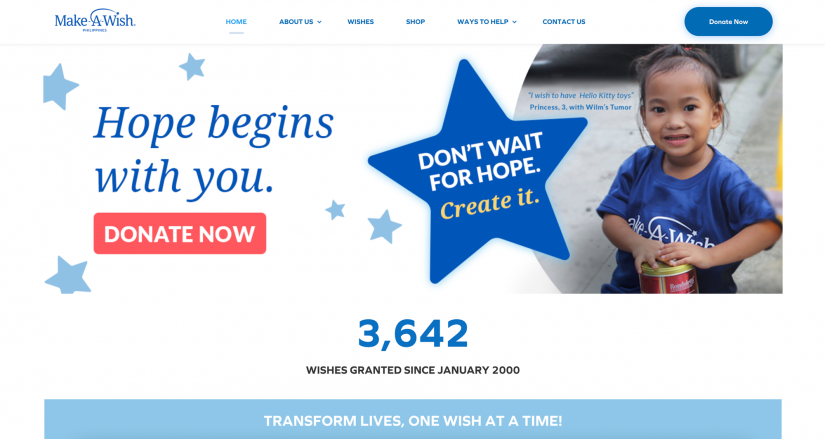 Make-A-Wish.
PHILIPPINES
HOME
ABOUT US
WISHES
SHOP
WAYS TO HELP
CONTACT US
Donate Now
Hope begins
with you.
DONATE NOW
DON'T WAIT
FOR HOPE.
Create it.
"I wish to have Hello Kitty toys"
Princess, 3, with Wilm's Tumor
ake-A-Wish
3,642
WISHES GRANTED SINCE JANUARY 2000
TRANSFORM LIVES, ONE WISH AT A TIME!